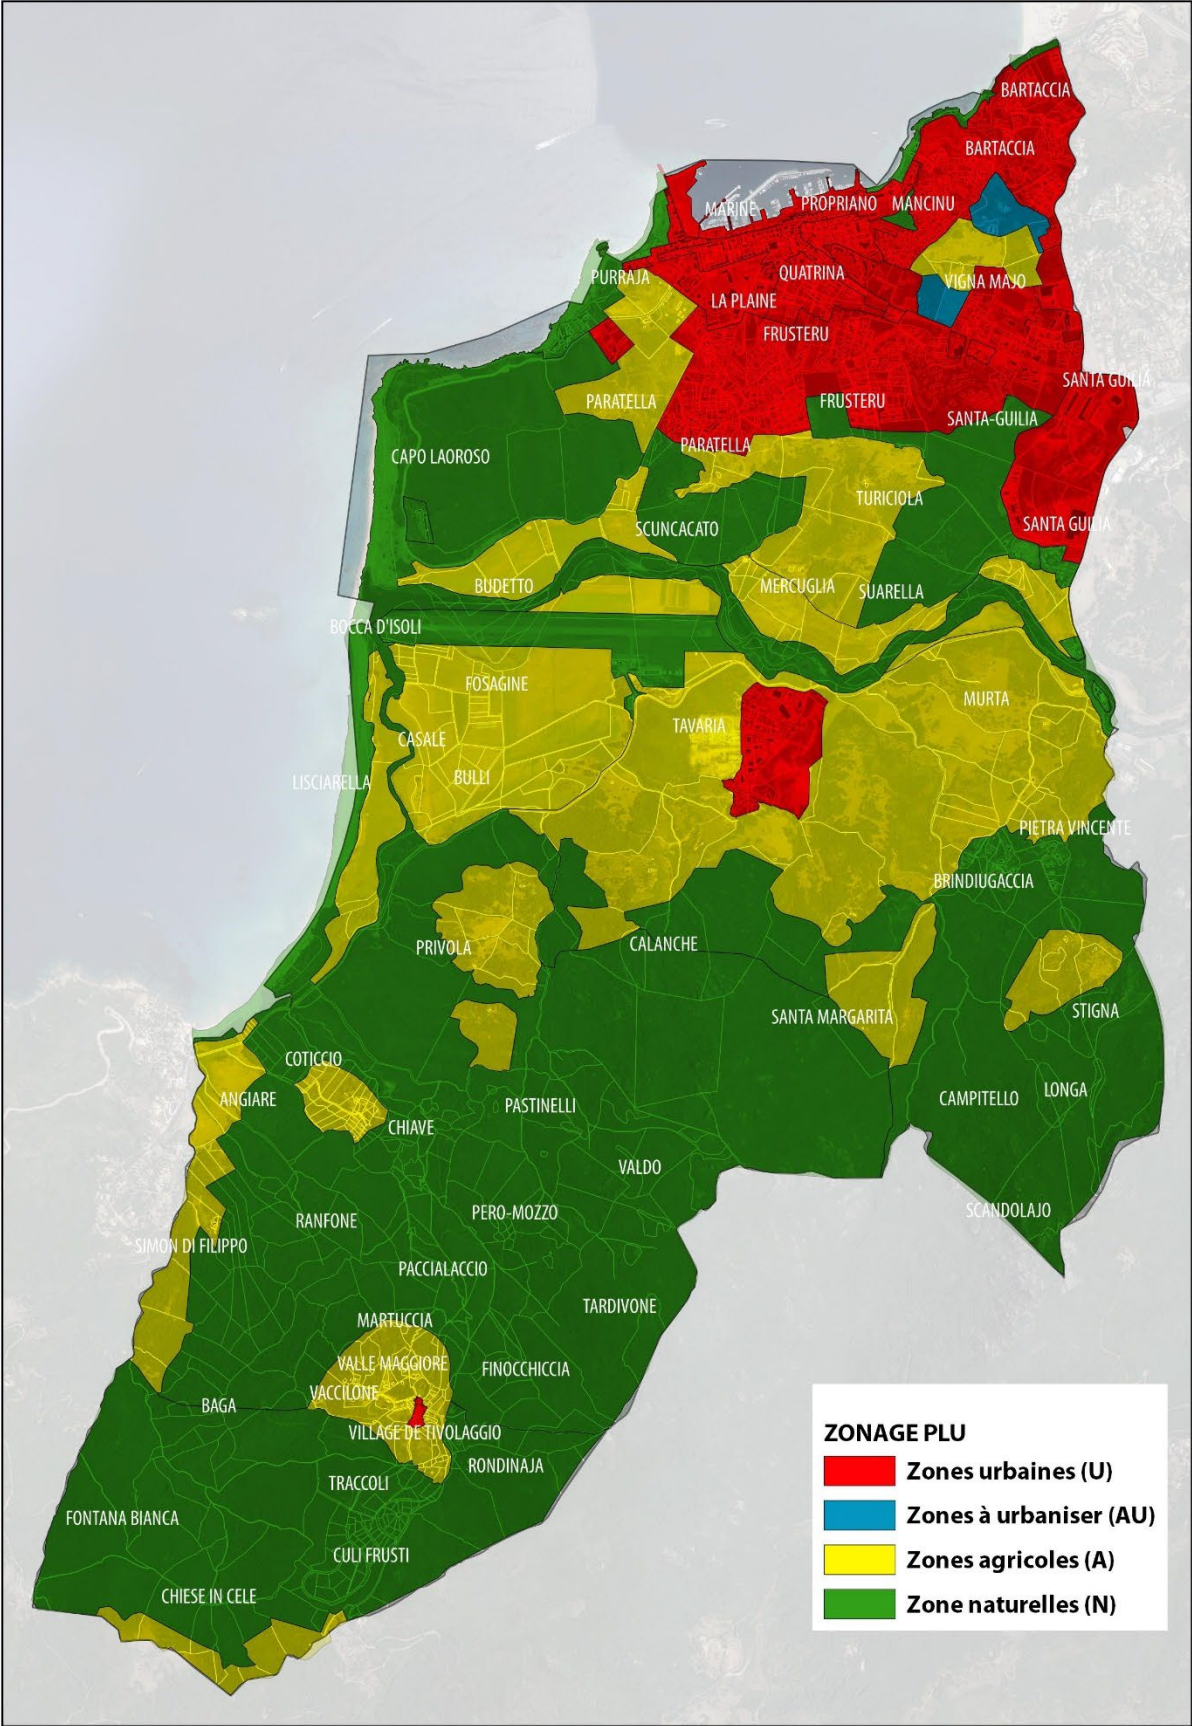 BARTACCIA
BARTACCIA
MARINE
PROPRIANO
MANCINU
PURRAJA
QUATRINA
VIGNA MAJO
LA PLAINE
FRUSTERU
SANTA GUILIA
PARATELLA
FRUSTERU
SANTA-GUILIA
PARATELLA
CAPO LAOROSO
TURICIOLA
SCUNCACATO
SANTA GUILIA
BUDETTO
MERCUGLIA
SUARELLA
BOCCA D'ISOLI
FOSAGINE
MURTA
TAVARIA
CASALE
BULLI
LISCIARELLA
PIETRA VINCENTE
BRINDIUGACCIA
PRIVOLA
CALANCHE
SANTA MARGARITA
STIGNA
COTICCIO
ANGIARE
PASTINELLI
CAMPITELLO
LONGA
CHIAVE
VALDO
RANFONE
PERO-MOZZO
SCANDOLAJO
SIMON DI FILIPPO
PACCIALACCIO
TARDIVONE
MARTUCCIA
VALLE MAGGIORE
FINOCCHICCIA
VACCILONE
BAGA
VILLAGE DE TIVOLAGGIO
RONDINAJA
TRACCOLI
FONTANA BIANCA
CULI FRUSTI
CHIESE IN CELE
ZONAGE PLU
Zones urbaines (U)
Zones à urbaniser (AU)
Zones agricoles (A)
Zone naturelles (N)